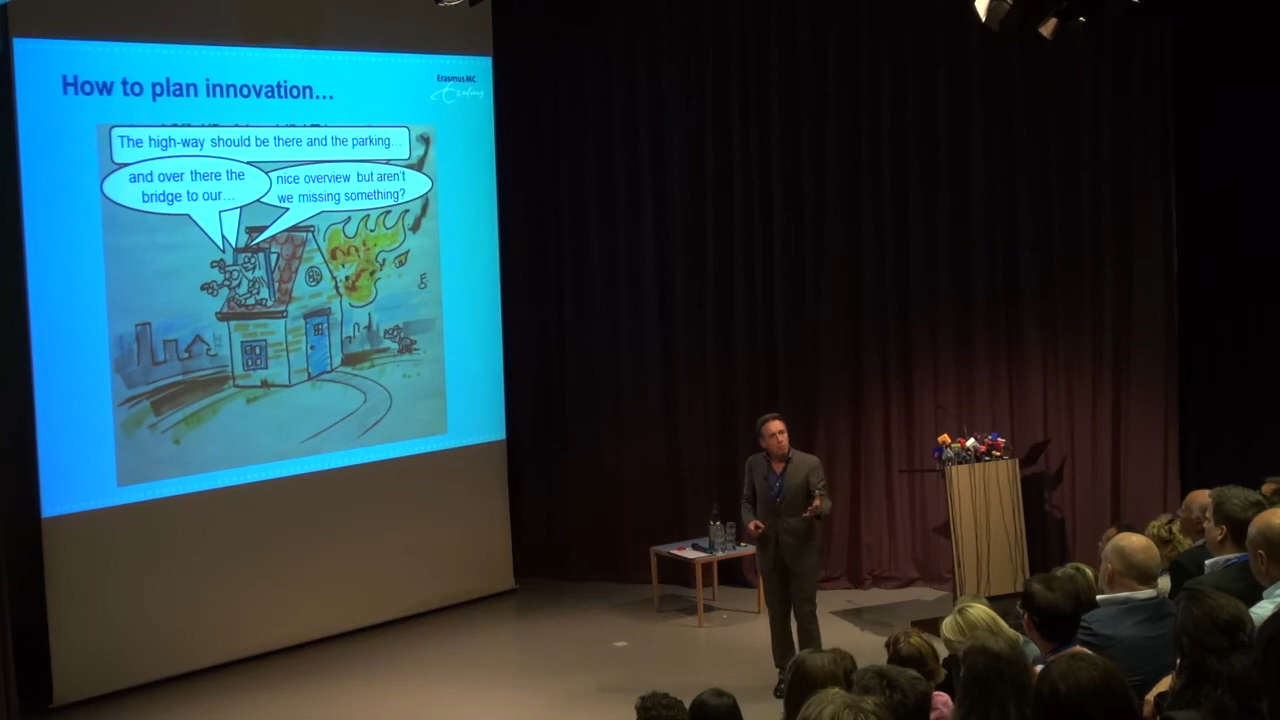 How to plan innovation…
Erasmus MC
The high-way should be there and the parking…
and over there the
bridge to our…
nice overview but aren't
we missing something?